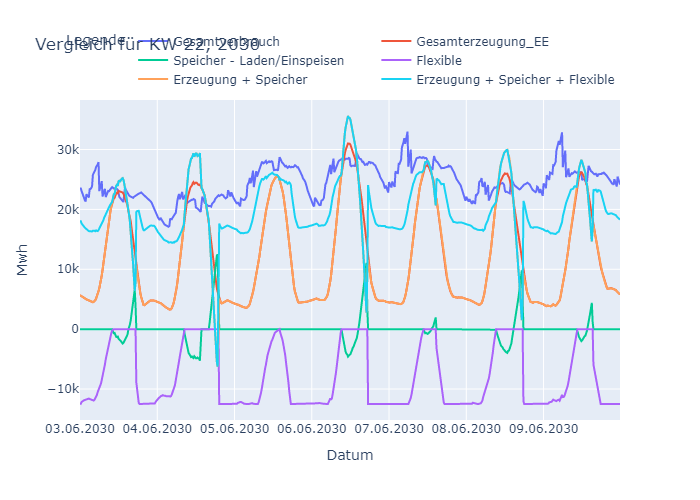 Vergleich für KW 22, 2030
Legende
Gesamtverbrauch
Gesamterzeugung_EE
Speicher - Laden/Einspeisen
Flexible
Erzeugung + Speicher
Erzeugung + Speicher + Flexible
30k
20k
10k
0
−10k
Mwh
03.06.2030 04.06.2030 05.06.2030 06.06.2030 07.06.2030 08.06.2030 09.06.2030
Datum